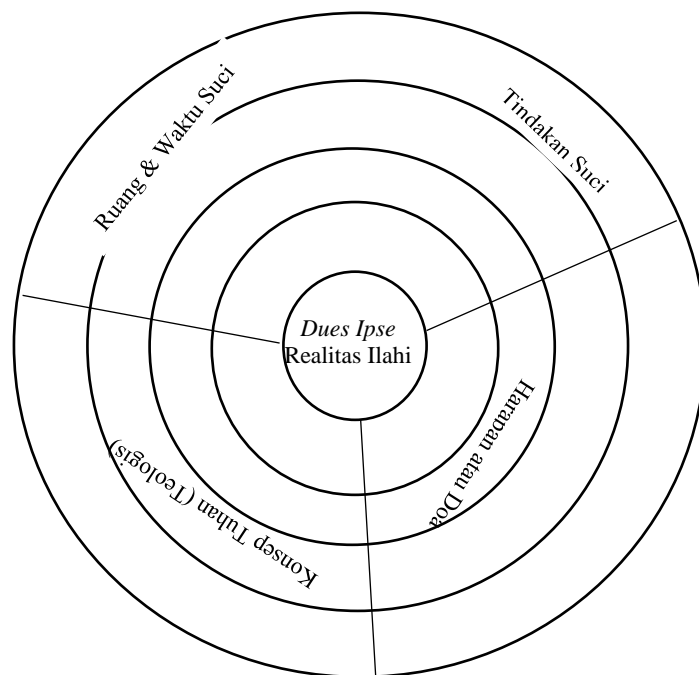 Ruang & Waktu Suci
Tindakan Suci
Dues Ipse
Realitas Ilahi
Harapan atau Doa
Konsep Tuhan (Teologis)